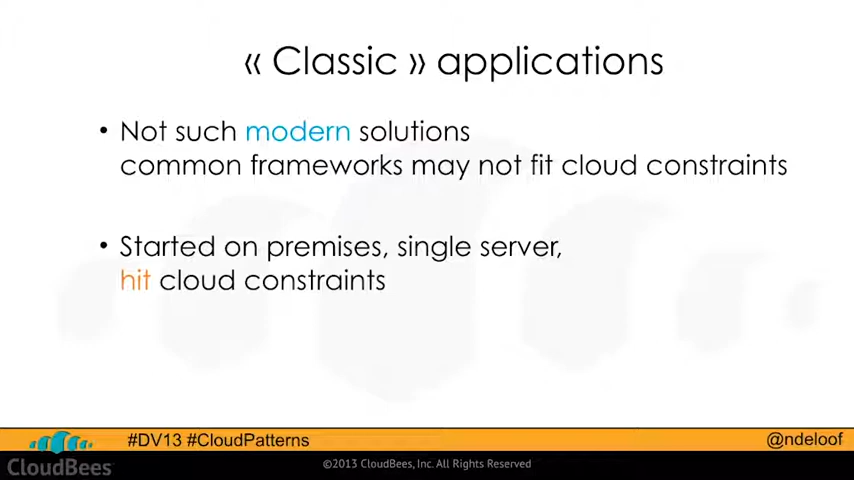 « Classic » applications
• Not such modern solutions
common frameworks may not fit cloud constraints
• Started on premises, single server,
hit cloud constraints
#DV13 #CloudPatterns
@ndeloof
CloudBees
©2013 CloudBees, Inc. All Rights Reserved